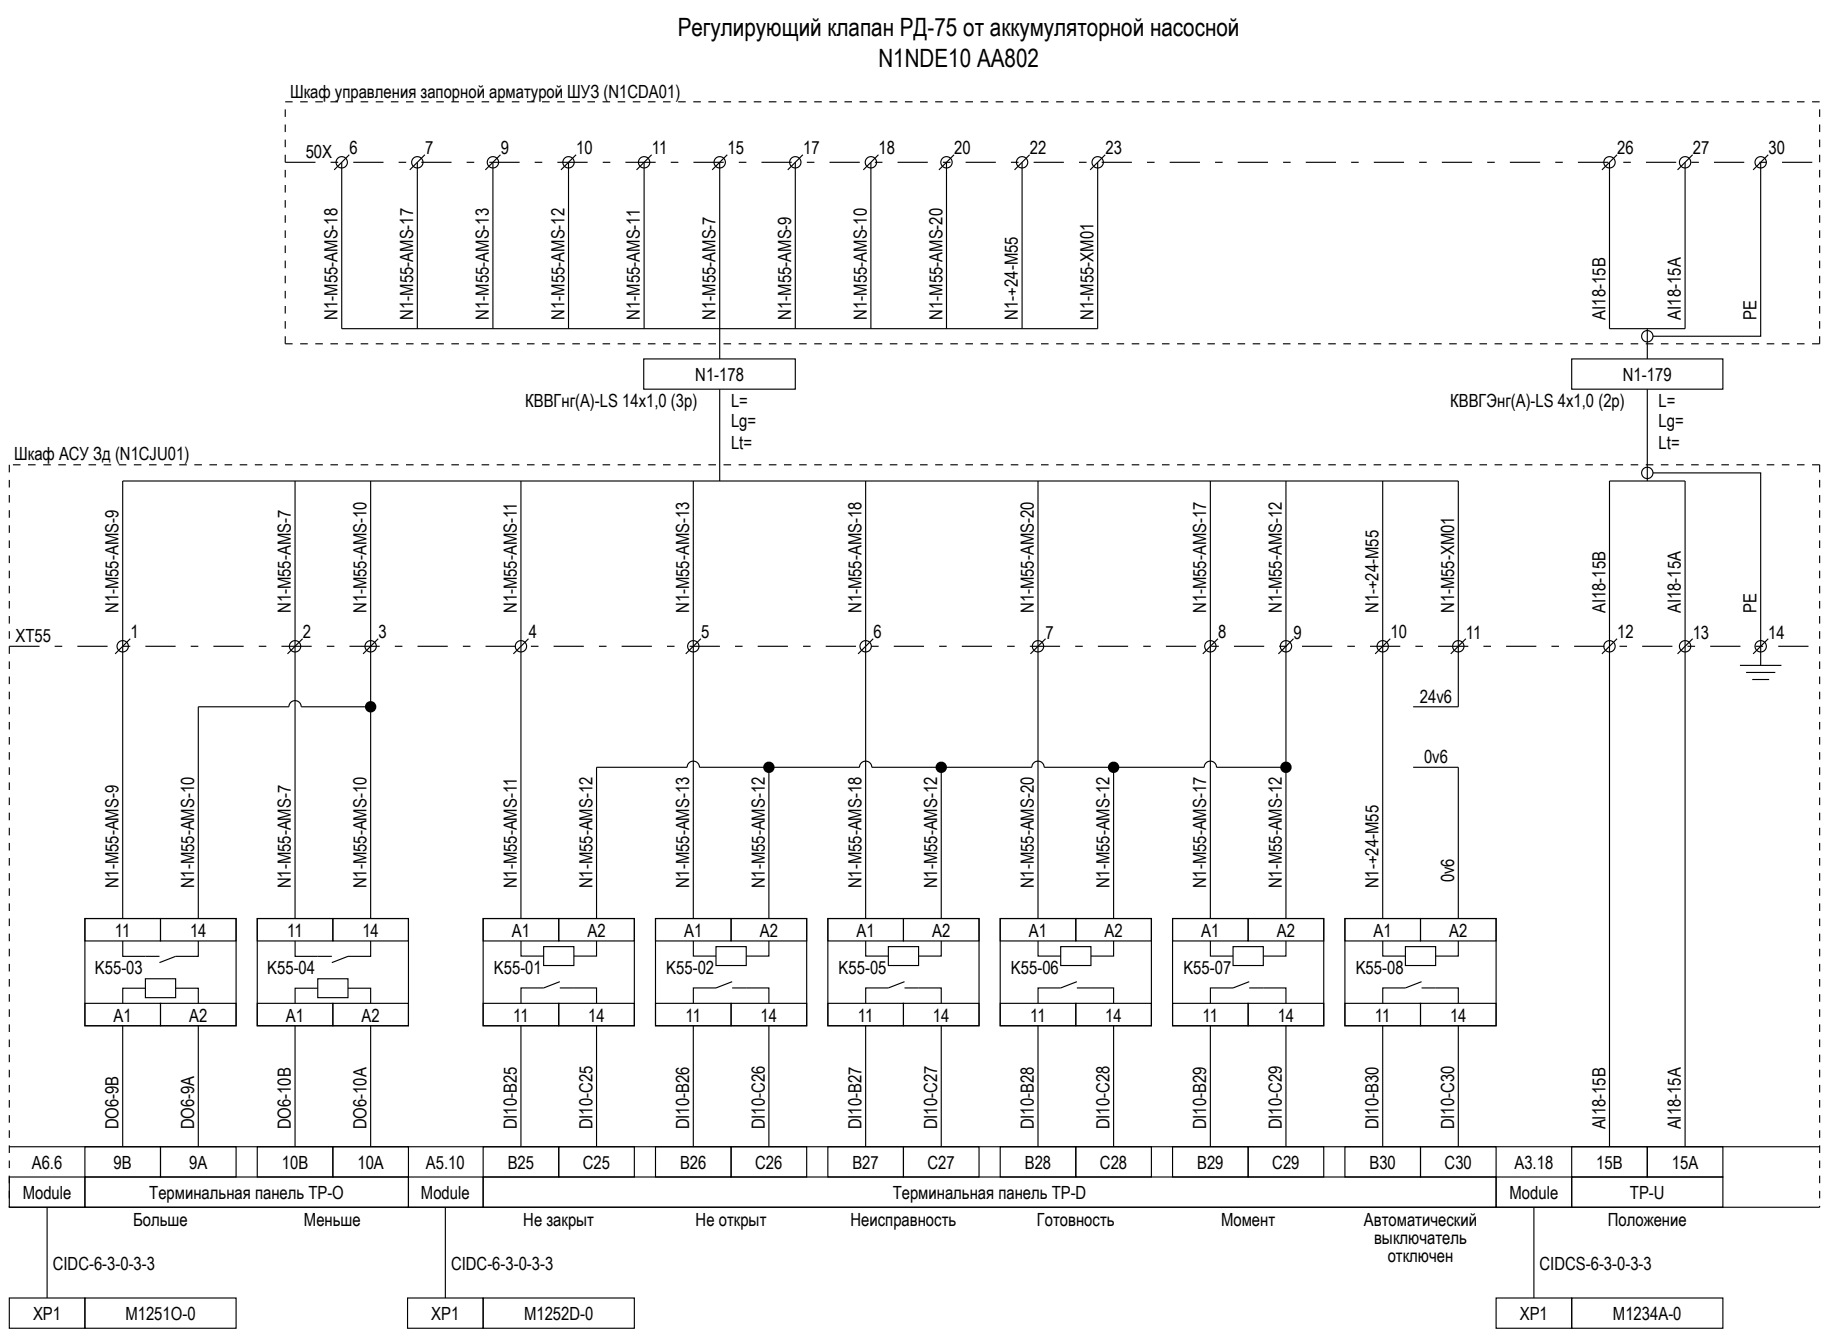 Регулирующий клапан РД-75 от аккумуляторной насосной
N1NDE10 AA802
Шкаф управления запорной арматурой ШУЗ (N1CDA01)
50X 6 7 9 10 11 15 17 18 20 22 23 26 27 30
N1-M55-AMS-18
N1-M55-AMS-17
N1-M55-AMS-13
N1-M55-AMS-12
N1-M55-AMS-11
N1-M55-AMS-7
N1-M55-AMS-9
N1-M55-AMS-10
N1-M55-AMS-20
N1-+24-M55
N1-M55-XM01
AI18-15B
AI18-15A
PE
N1-178
N1-179
КВВГнг(А)-LS 14x1,0 (3р)
L=
Lg=
Lt=
КВВГЭнг(А)-LS 4x1,0 (2р)
L=
Lg=
Lt=
Шкаф АСУ 3д (N1CJU01)
N1-M55-AMS-9
N1-M55-AMS-7
N1-M55-AMS-10
N1-M55-AMS-11
N1-M55-AMS-13
N1-M55-AMS-18
N1-M55-AMS-20
N1-M55-AMS-17
N1-M55-AMS-12
N1-+24-M55
N1-M55-XM01
AI18-15B
AI18-15A
PE
XT55 1 2 3 4 5 6 7 8 9 10 11 12 13 14
24v6
0v6
N1-M55-AMS-9
N1-M55-AMS-10
N1-M55-AMS-7
N1-M55-AMS-10
N1-M55-AMS-11
N1-M55-AMS-12
N1-M55-AMS-13
N1-M55-AMS-12
N1-M55-AMS-18
N1-M55-AMS-12
N1-M55-AMS-20
N1-M55-AMS-12
N1-M55-AMS-17
N1-M55-AMS-12
N1-+24-M55
0v6
11 14 11 14 A1 A2 A1 A2 A1 A2 A1 A2 A1 A2 A1 A2
K55-03 K55-04 K55-01 K55-02 K55-05 K55-06 K55-07 K55-08
A1 A2 A1 A2 11 14 11 14 11 14 11 14 11 14 11 14
DO6-9B
DO6-9A
DO6-10B
DO6-10A
DI10-B25
DI10-C25
DI10-B26
DI10-C26
DI10-B27
DI10-C27
DI10-B28
DI10-C28
DI10-B29
DI10-C29
DI10-B30
DI10-C30
AI18-15B
AI18-15A
A6.6 9B 9A 10B 10A A5.10 B25 C25 B26 C26 B27 C27 B28 C28 B29 C29 B30 C30 A3.18 15B 15A
Module Терминальная панель TP-O Module Терминальная панель TP-D Module TP-U
Больше Меньше Не закрыт Не открыт Неисправность Готовность Момент Автоматический Положение
выключатель
отключен
CIDC-6-3-0-3-3 CIDC-6-3-0-3-3 CIDCS-6-3-0-3-3
XP1 M1251O-0 XP1 M1252D-0 XP1 M1234A-0